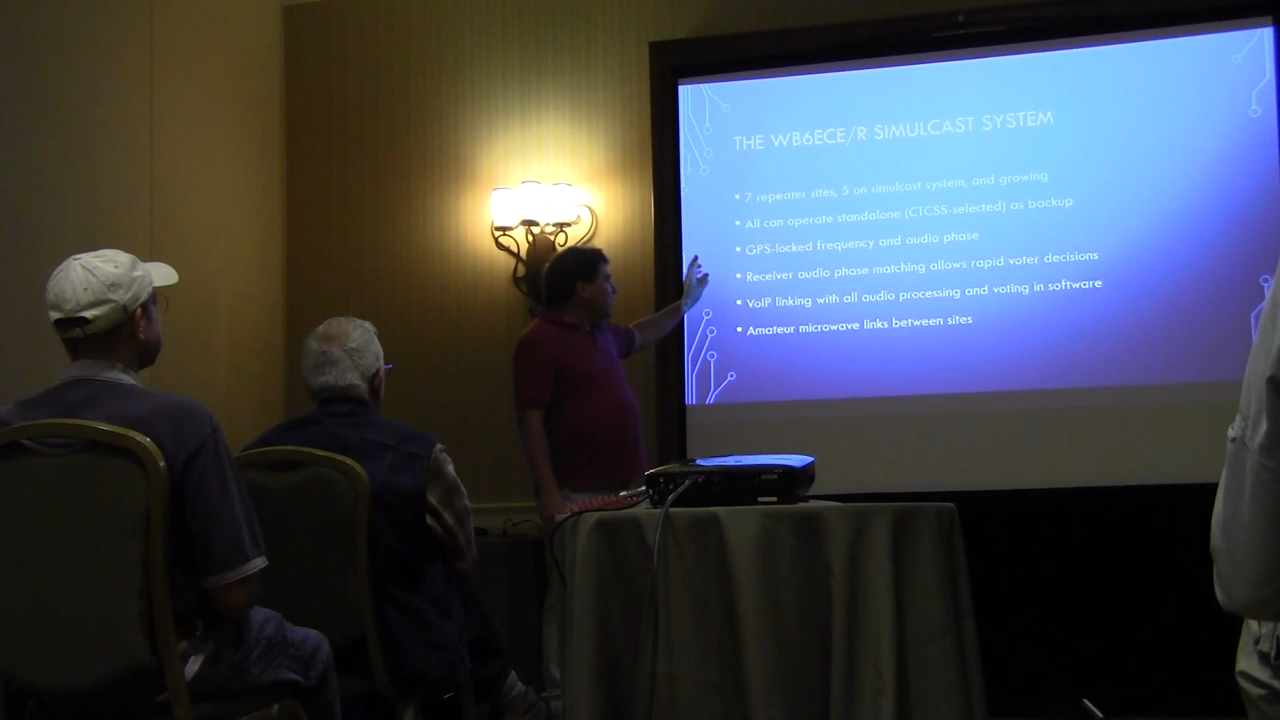 THE WB6ECE/R SIMULCAST SYSTEM
• 7 repeater sites, 5 on simulcast system, and growing
• All can operate standalone (CTCSS-selected) as backup
• GPS-locked frequency and audio phase
• Receiver audio phase matching allows rapid voter decisions
• VoIP linking with all audio processing and voting in software
• Amateur microwave links between sites